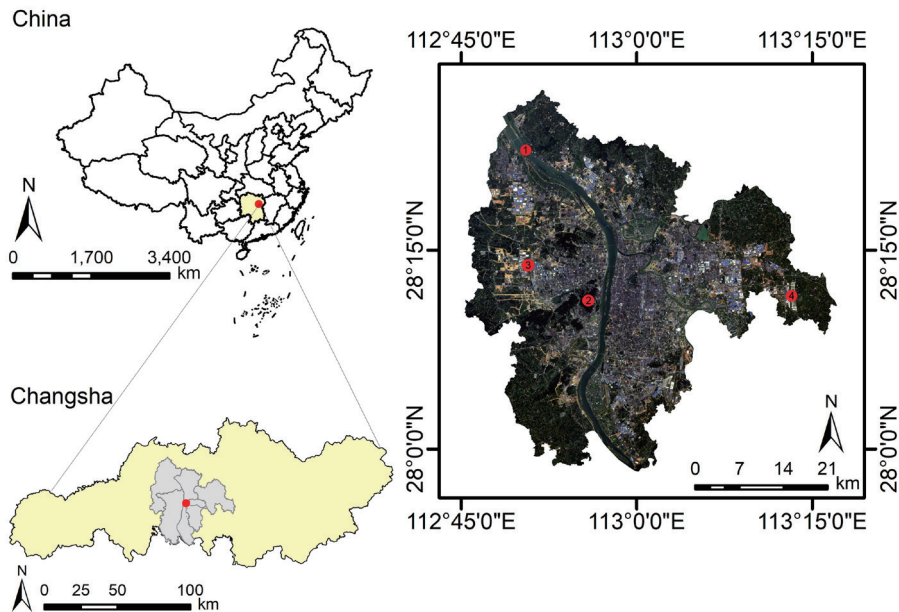 China
N
0 1,700 3,400
km
Changsha
N
0 25 50 100
km
112°45'0"E 113°0'0"E 113°15'0"E
28°15'0"N 28°15'0"N
28°0'0"N 28°0'0"N
1
3
2
4
N
0 7 14 21
km
112°45'0"E 113°0'0"E 113°15'0"E